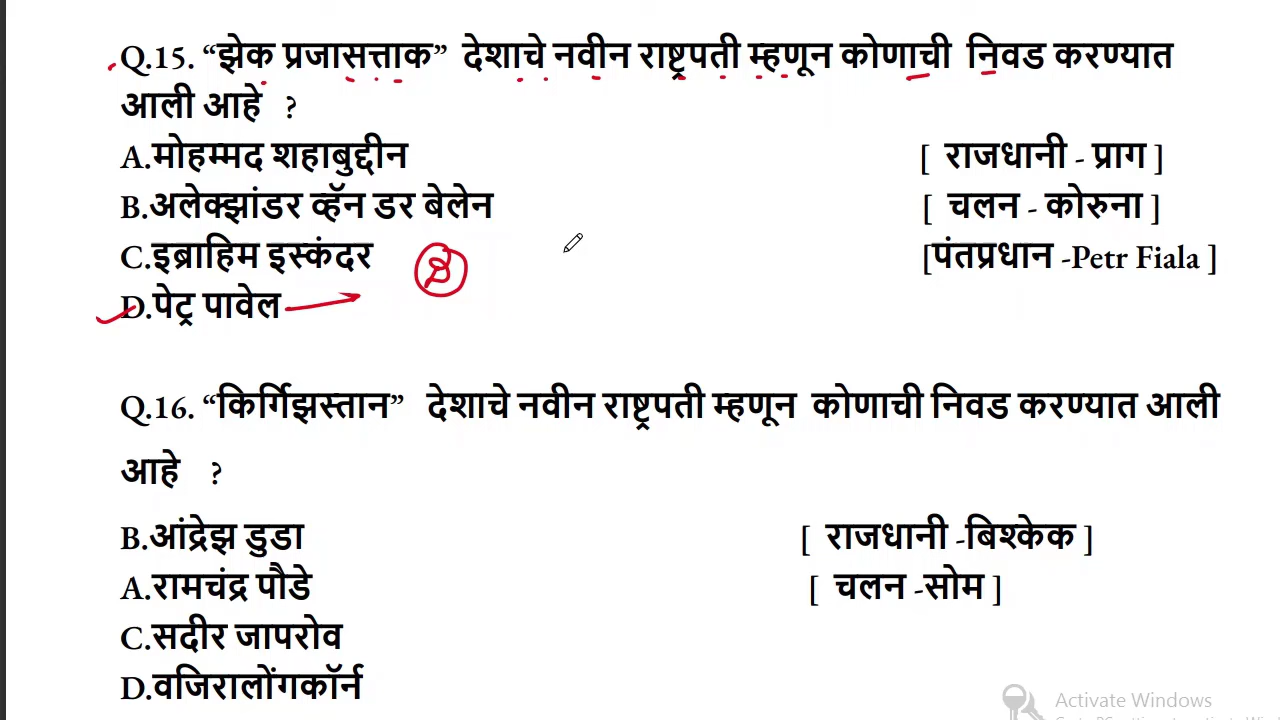 Q.15. “झेक प्रजासत्ताक” देशाचे नवीन राष्ट्रपती म्हणून कोणाची निवड करण्यात
आली आहे ?
A.मोहम्मद शहाबुद्दीन [ राजधानी - प्राग ]
B.अलेक्झांडर व्हॅन डर बेलेन [ चलन - कोरुना ]
C.इब्राहिम इस्कंदर [पंतप्रधान -Petr Fiala ]
D.पेट्र पावेल
Q.16. “किर्गिझस्तान” देशाचे नवीन राष्ट्रपती म्हणून कोणाची निवड करण्यात आली
आहे ?
B.आंद्रेझ डुडा [ राजधानी -बिश्केक ]
A.रामचंद्र पौडे [ चलन -सोम ]
C.सदीर जापरोव
D.वजिरालोंगकॉर्न
Activate Windows